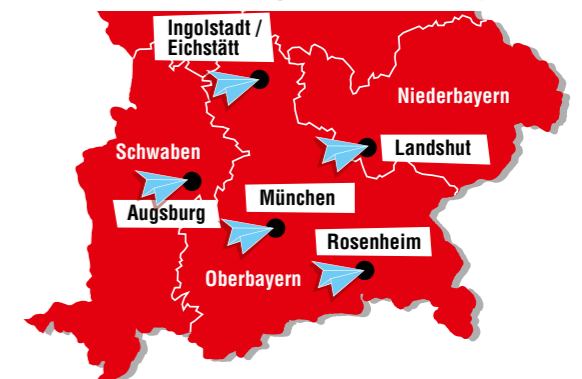 Ingolstadt /
Eichstätt
Niederbayern
Landshut
Schwaben
Augsburg
München
Rosenheim
Oberbayern